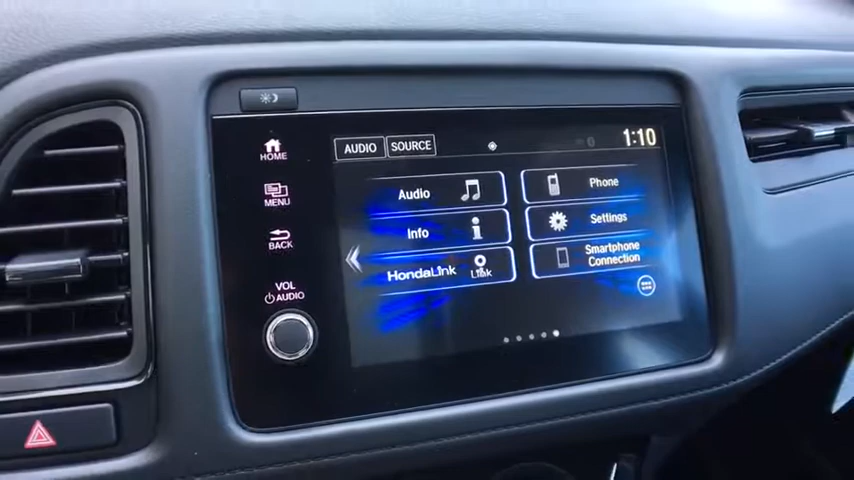 HOME
MENU
BACK
VOL
AUDIO
AUDIO SOURCE
1:10
Audio
Phone
Info
Settings
HondaLink
Link
Smartphone
Connection